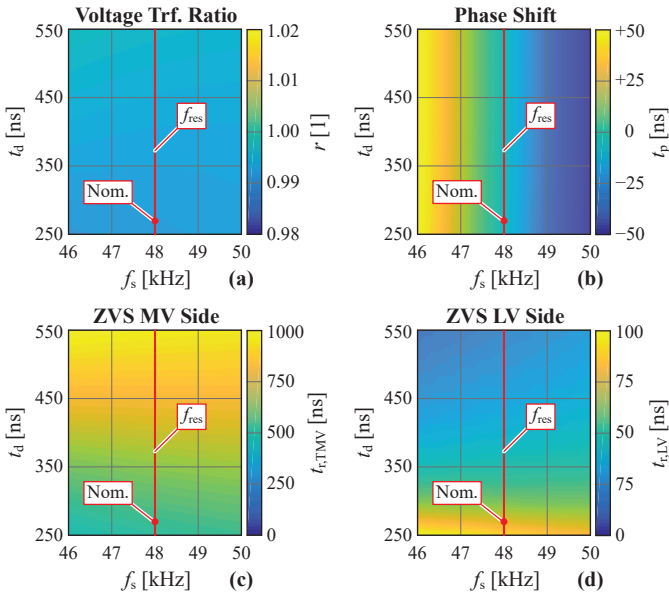 Voltage Trf. Ratio
550
450
350
250
t_d [ns]
f_res
Nom.
46 47 48 49 50
f_s [kHz]
(a)
1.02
1.01
1.00
0.99
0.98
r [1]
Phase Shift
550
450
350
250
t_d [ns]
f_res
Nom.
46 47 48 49 50
f_s [kHz]
(b)
+50
+25
0
−25
−50
t_p [ns]
ZVS MV Side
550
450
350
250
t_d [ns]
f_res
Nom.
46 47 48 49 50
f_s [kHz]
(c)
1000
750
500
250
0
t_r,TMV [ns]
ZVS LV Side
550
450
350
250
t_d [ns]
f_res
Nom.
46 47 48 49 50
f_s [kHz]
(d)
100
75
50
75
0
t_r,LV [ns]